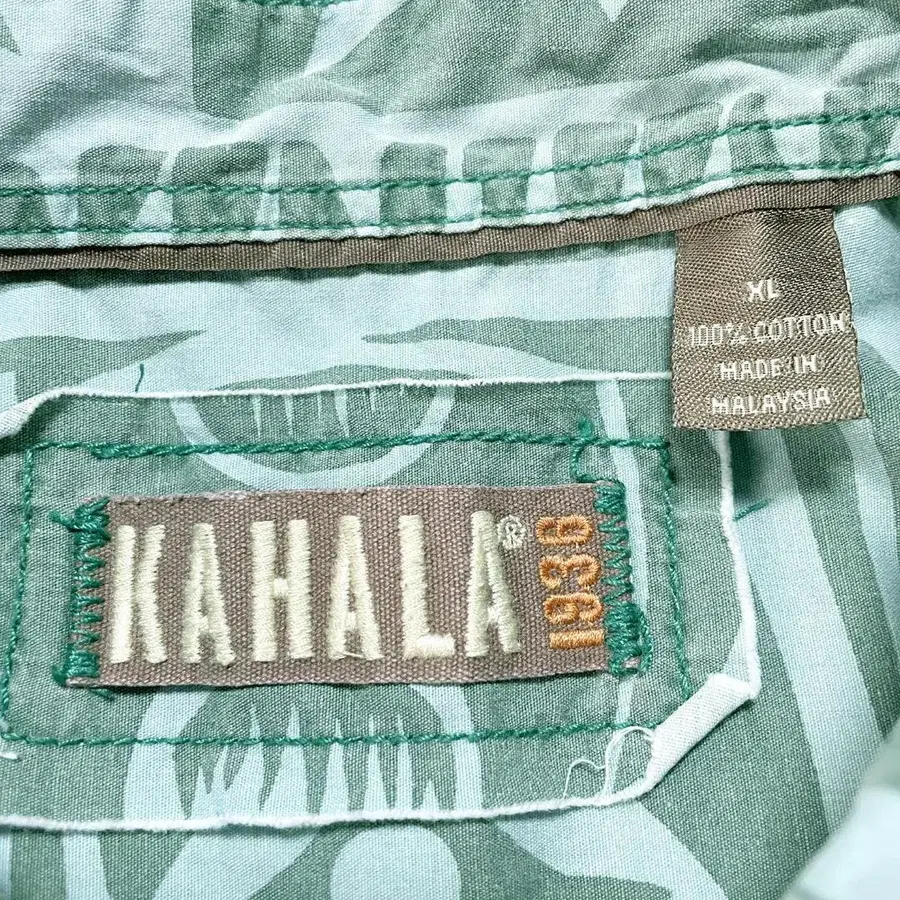 XL
100% COTTON
MADE IN
MALAYSIA
KAHALA® 1936